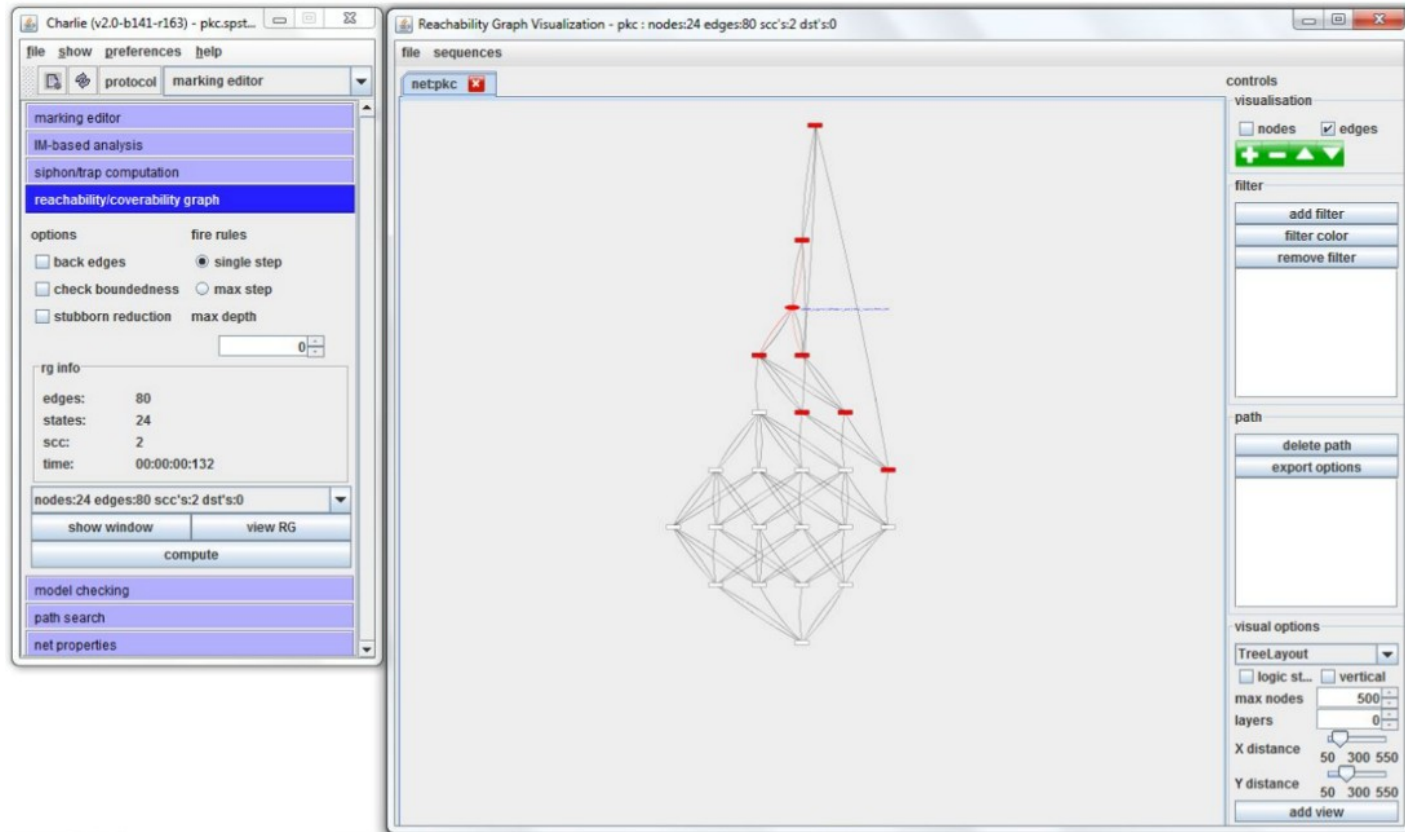 Charlie (v2.0-b141-r163) - pkc.spst...
file show preferences help
protocol marking editor
marking editor
IM-based analysis
siphon/trap computation
reachability/coverability graph
options fire rules
back edges single step
check boundedness max step
stubborn reduction max depth
0
rg info
edges: 80
states: 24
scc: 2
time: 00:00:00:132
nodes:24 edges:80 scc's:2 dst's:0
show window view RG
compute
model checking
path search
net properties
Reachability Graph Visualization - pkc : nodes:24 edges:80 scc's:2 dst's:0
file sequences
net:pkc
controls
visualisation
nodes edges
filter
add filter
filter color
remove filter
path
delete path
export options
visual options
TreeLayout
logic st... vertical
max nodes 500
layers 0
X distance 50 300 550
Y distance 50 300 550
add view